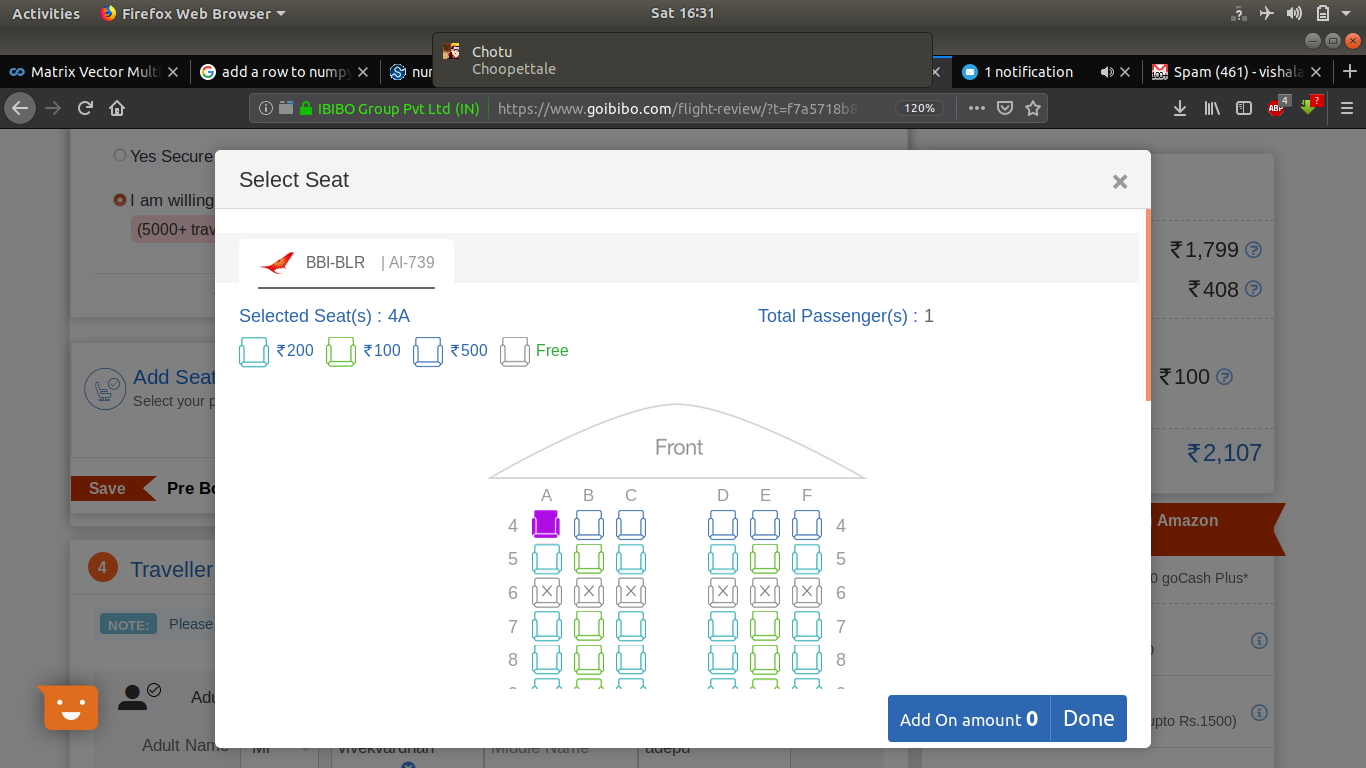 Activities Firefox Web Browser Sat 16:31
Chotu
Choopettale
Matrix Vector Mult add a row to numpy nun 1 notification Spam (461) - vishala
IBIBO Group Pvt Ltd (IN) https://www.goibibo.com/flight-review/?t=f7a5718b8 120% ABP 4 ?
Yes Secure
I am willing
(5000+ trav
Select Seat
BBI-BLR | AI-739
Selected Seat(s) : 4A Total Passenger(s) : 1
₹200 ₹100 ₹500 Free
Front
A B C D E F
4 4
5 5
6 6
7 7
8 8
Add On amount 0 Done
₹1,799
₹408
₹100
₹2,107
Add Seat
Select your p
Save Pre Bo
4 Traveller
NOTE: Please
Adu
Adult Name Mr vivekvardhan Middle Name adepu
Amazon
0 goCash Plus*
upto Rs.1500)